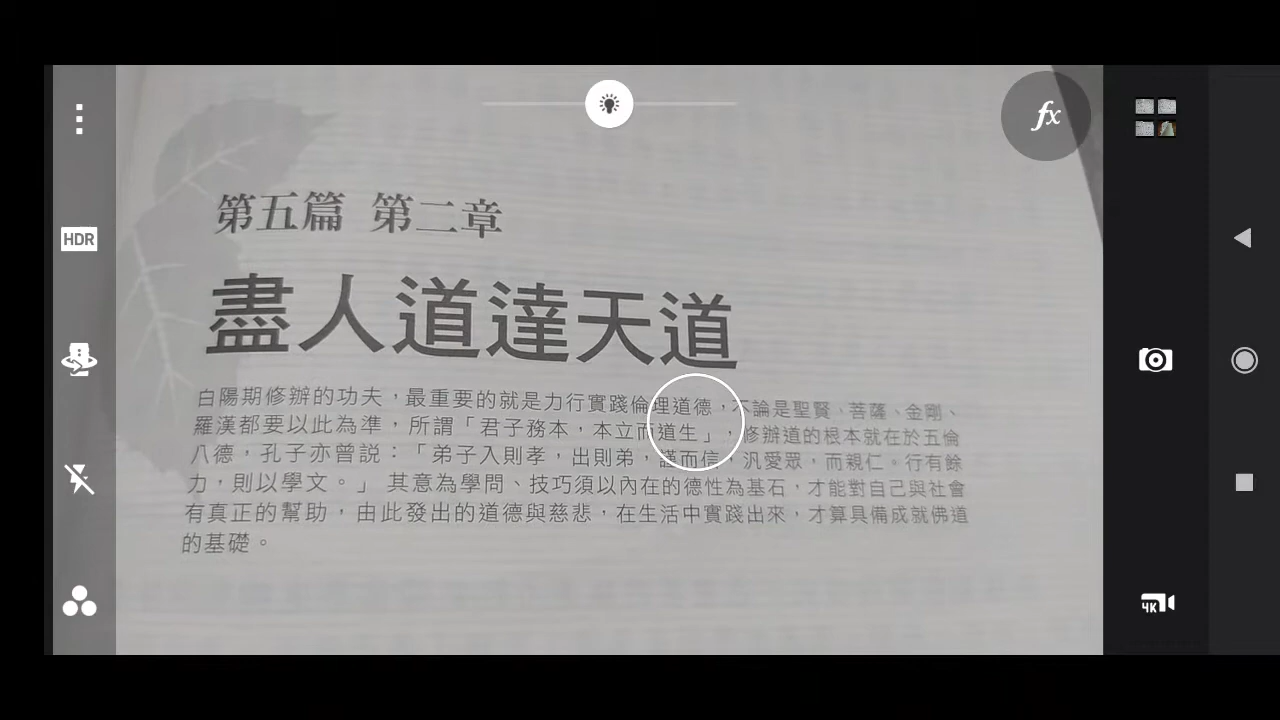 HDR
fx
4K
第五篇 第二章
盡人道達天道
白陽期修辦的功夫，最重要的就是力行實踐倫理道德，不論是聖賢、菩薩、金剛、
羅漢都要以此為準，所謂「君子務本，本立而道生」，修辦道的根本就在於五倫
八德，孔子亦曾説：「弟子入則孝，出則弟，謹而信，汎愛眾，而親仁。行有餘
力，則以學文。」 其意為學問、技巧須以內在的德性為基石，才能對自己與社會
有真正的幫助，由此發出的道德與慈悲，在生活中實踐出來，才算具備成就佛道
的基礎。